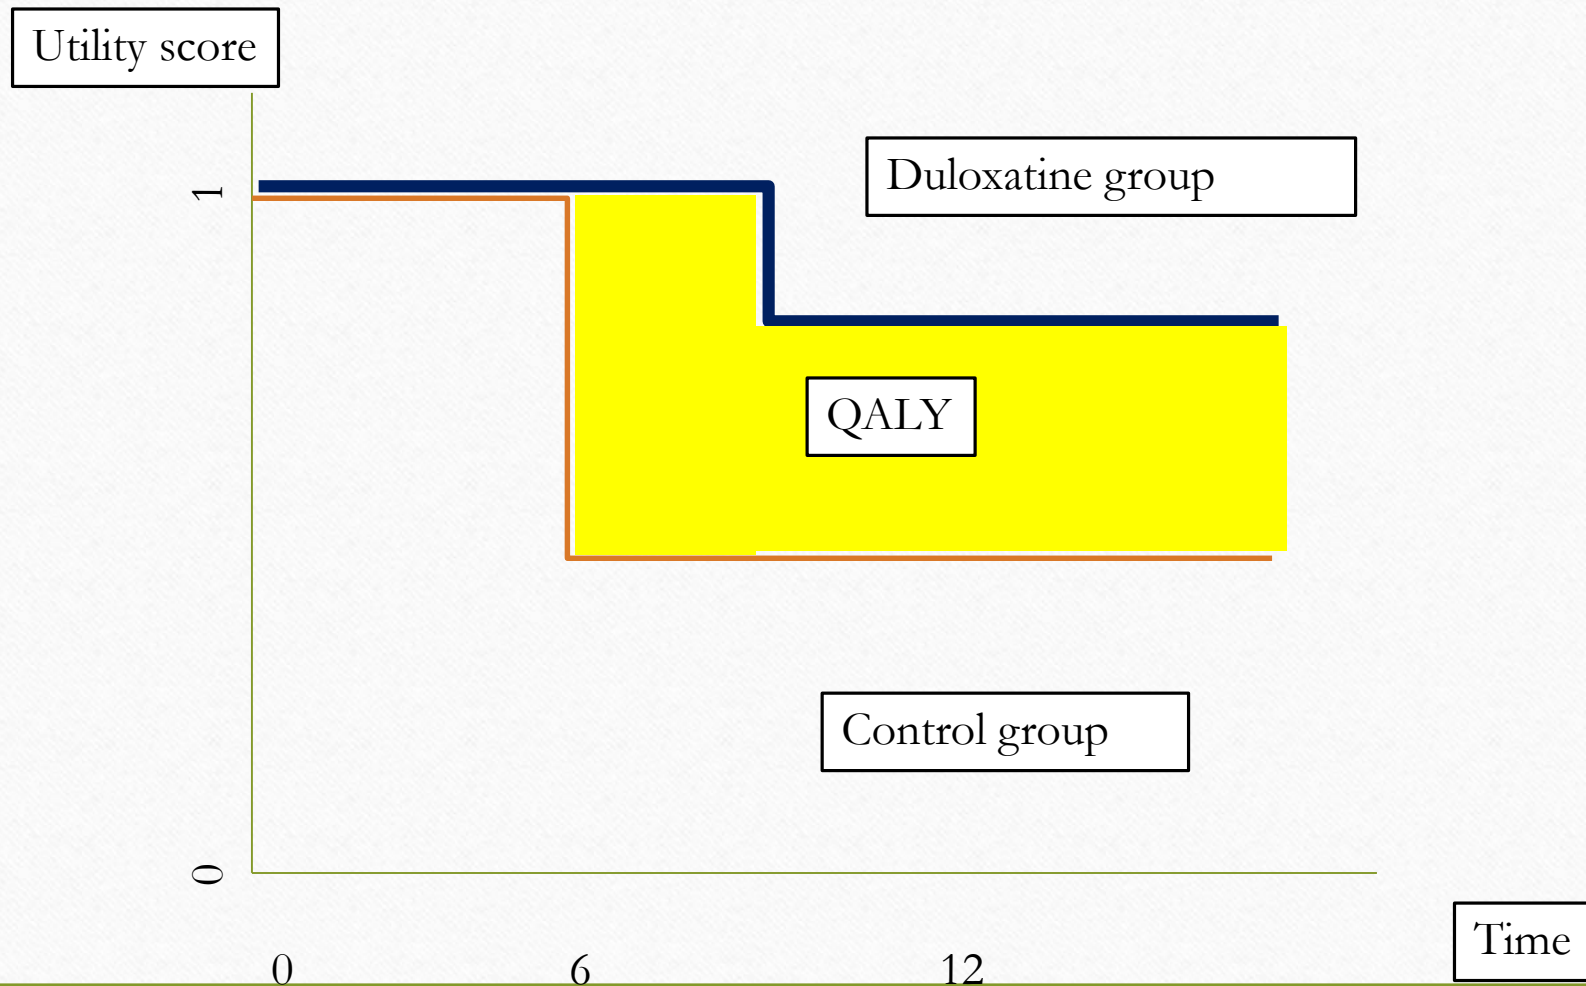 Utility score
1
Duloxatine group
QALY
Control group
0
Time
0 6 12